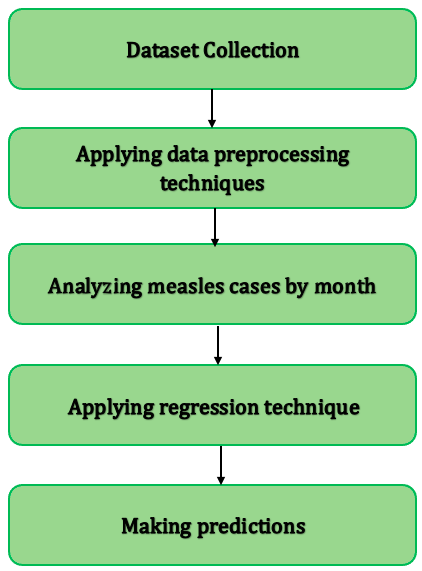 Dataset Collection
Applying data preprocessing
techniques
Analyzing measles cases by month
Applying regression technique
Making predictions